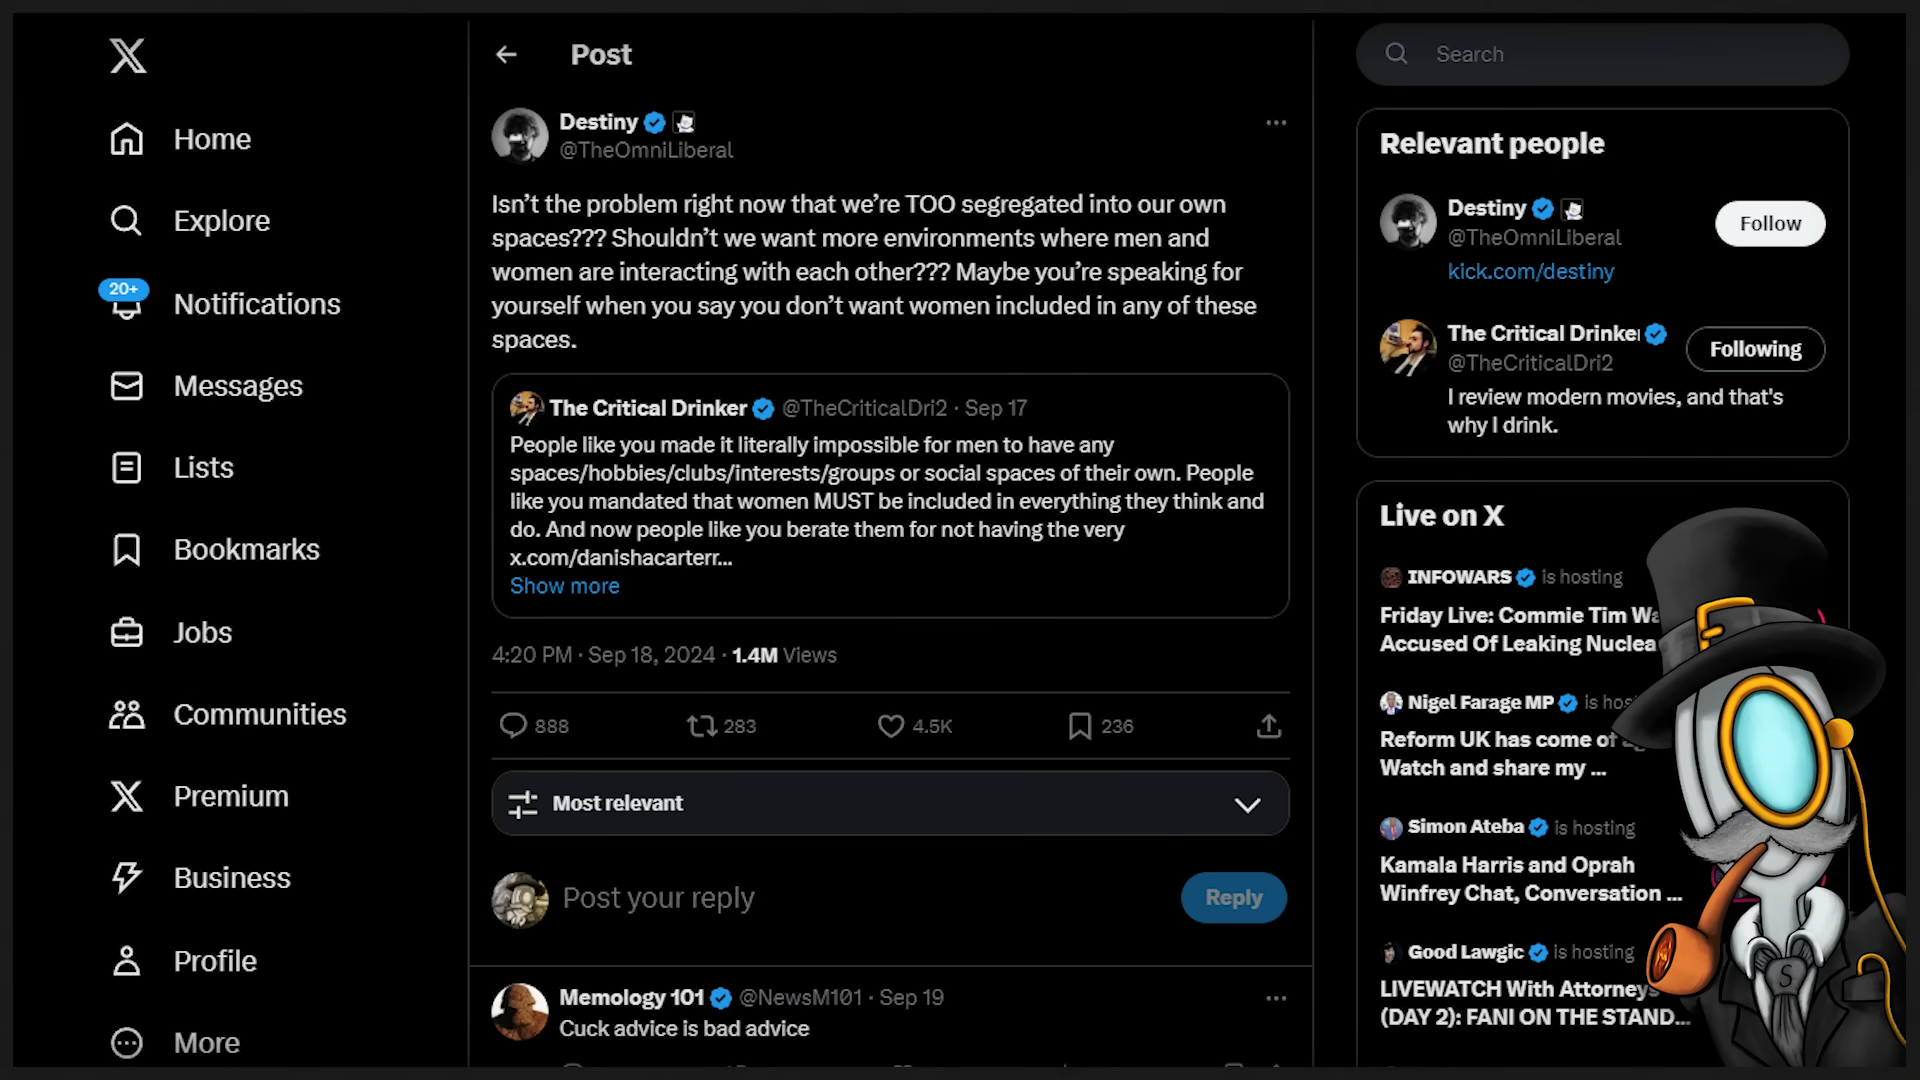 Home
Explore
20+
Notifications
Messages
Lists
Bookmarks
Jobs
Communities
Premium
Business
Profile
More
Post
Destiny
@TheOmniLiberal
Isn't the problem right now that we're TOO segregated into our own
spaces??? Shouldn't we want more environments where men and
women are interacting with each other??? Maybe you're speaking for
yourself when you say you don't want women included in any of these
spaces.
The Critical Drinker @TheCriticalDri2 · Sep 17
People like you made it literally impossible for men to have any
spaces/hobbies/clubs/interests/groups or social spaces of their own. People
like you mandated that women MUST be included in everything they think and
do. And now people like you berate them for not having the very
x.com/danishacarterr...
Show more
4:20 PM · Sep 18, 2024 · 1.4M Views
888
283
4.5K
236
Most relevant
Post your reply
Reply
Memology 101 @NewsM101 · Sep 19
Cuck advice is bad advice
Search
Relevant people
Destiny
@TheOmniLiberal
kick.com/destiny
Follow
The Critical Drinke
@TheCriticalDri2
Following
I review modern movies, and that's
why I drink.
Live on X
INFOWARS is hosting
Friday Live: Commie Tim
Accused Of Leaking
Nigel Farage MP is
Reform UK has come of
Watch and share my ...
Simon Ateba is hosting
Kamala Harris and Oprah
Winfrey Chat, Conversation ...
Good Lawgic is hosting
LIVEWATCH With Attorneys
(DAY 2): FANI ON THE STAND...
S